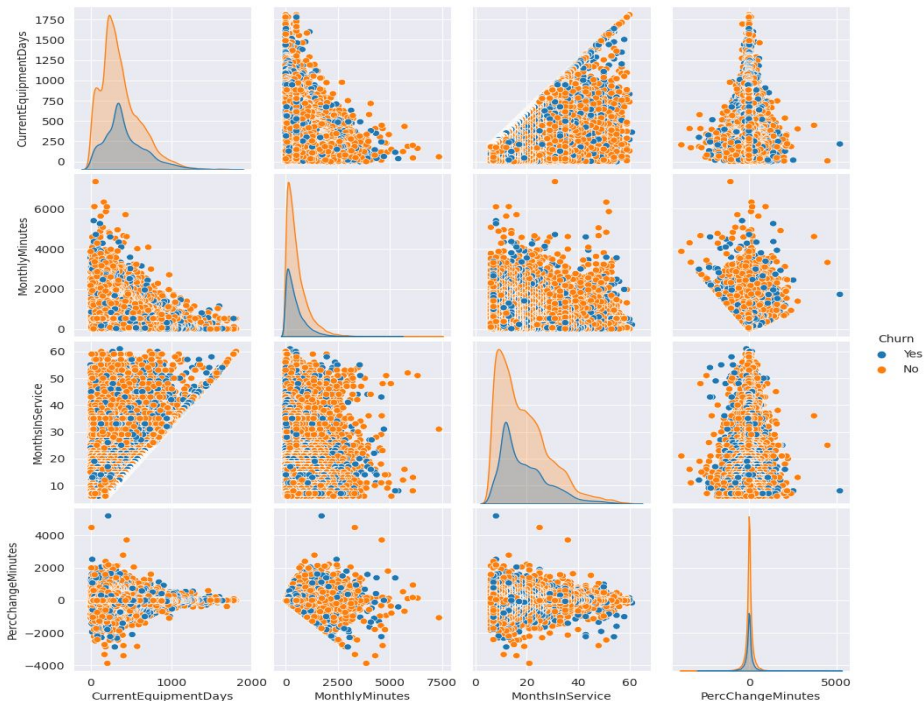 CurrentEquipmentDays
1750
1500
1250
1000
750
500
250
0
MonthlyMinutes
6000
4000
2000
0
MonthsInService
60
50
40
30
20
10
PercChangeMinutes
4000
2000
0
−2000
−4000
0 1000 2000
CurrentEquipmentDays
0 2500 5000 7500
MonthlyMinutes
0 20 40 60
MonthsInService
0 5000
PercChangeMinutes
Churn
Yes
No